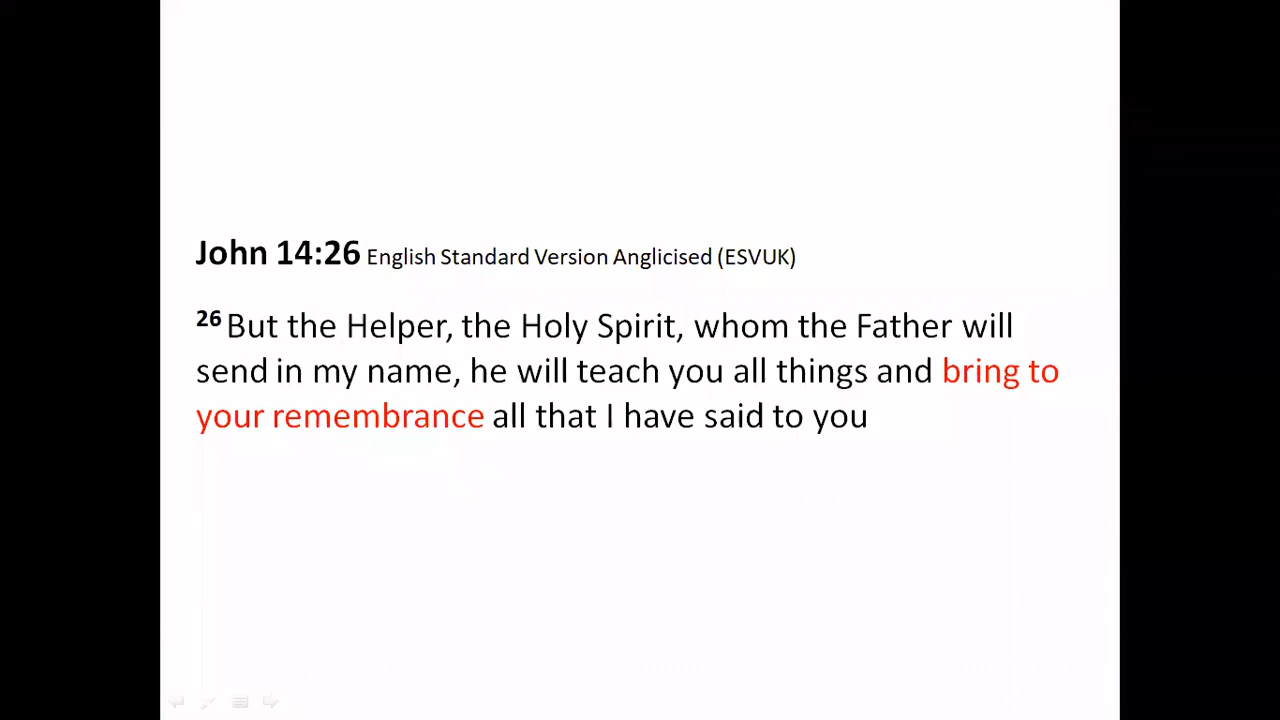 John 14:26 English Standard Version Anglicised (ESVUK)
26 But the Helper, the Holy Spirit, whom the Father will
send in my name, he will teach you all things and bring to
your remembrance all that I have said to you